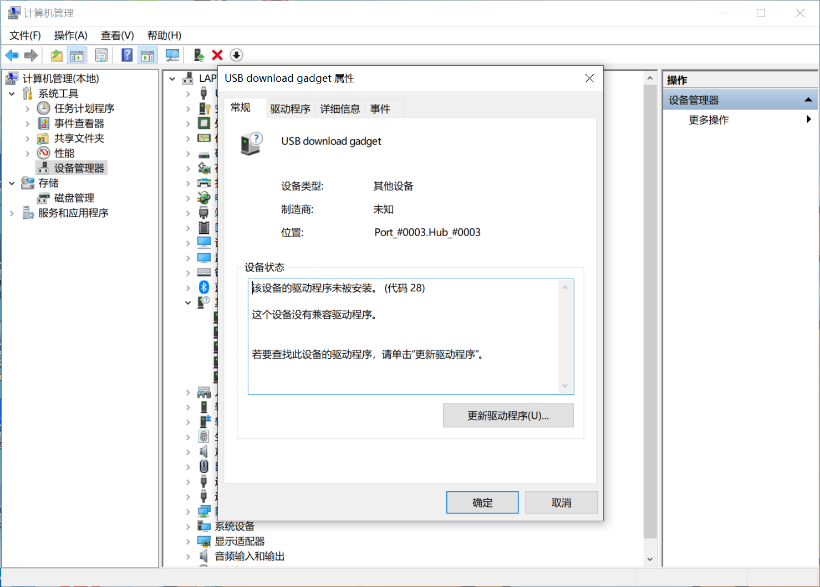 计算机管理
文件(F) 操作(A) 查看(V) 帮助(H)
计算机管理(本地)
系统工具
任务计划程序
事件查看器
共享文件夹
性能
设备管理器
存储
磁盘管理
服务和应用程序
LAP
USB download gadget 属性
常规 驱动程序 详细信息 事件
USB download gadget
设备类型: 其他设备
制造商: 未知
位置: Port_#0003.Hub_#0003
设备状态
该设备的驱动程序未被安装。 (代码 28)
这个设备没有兼容驱动程序。
若要查找此设备的驱动程序，请单击"更新驱动程序"。
更新驱动程序(U)...
确定 取消
系统设备
显示适配器
音频输入和输出
操作
设备管理器
更多操作